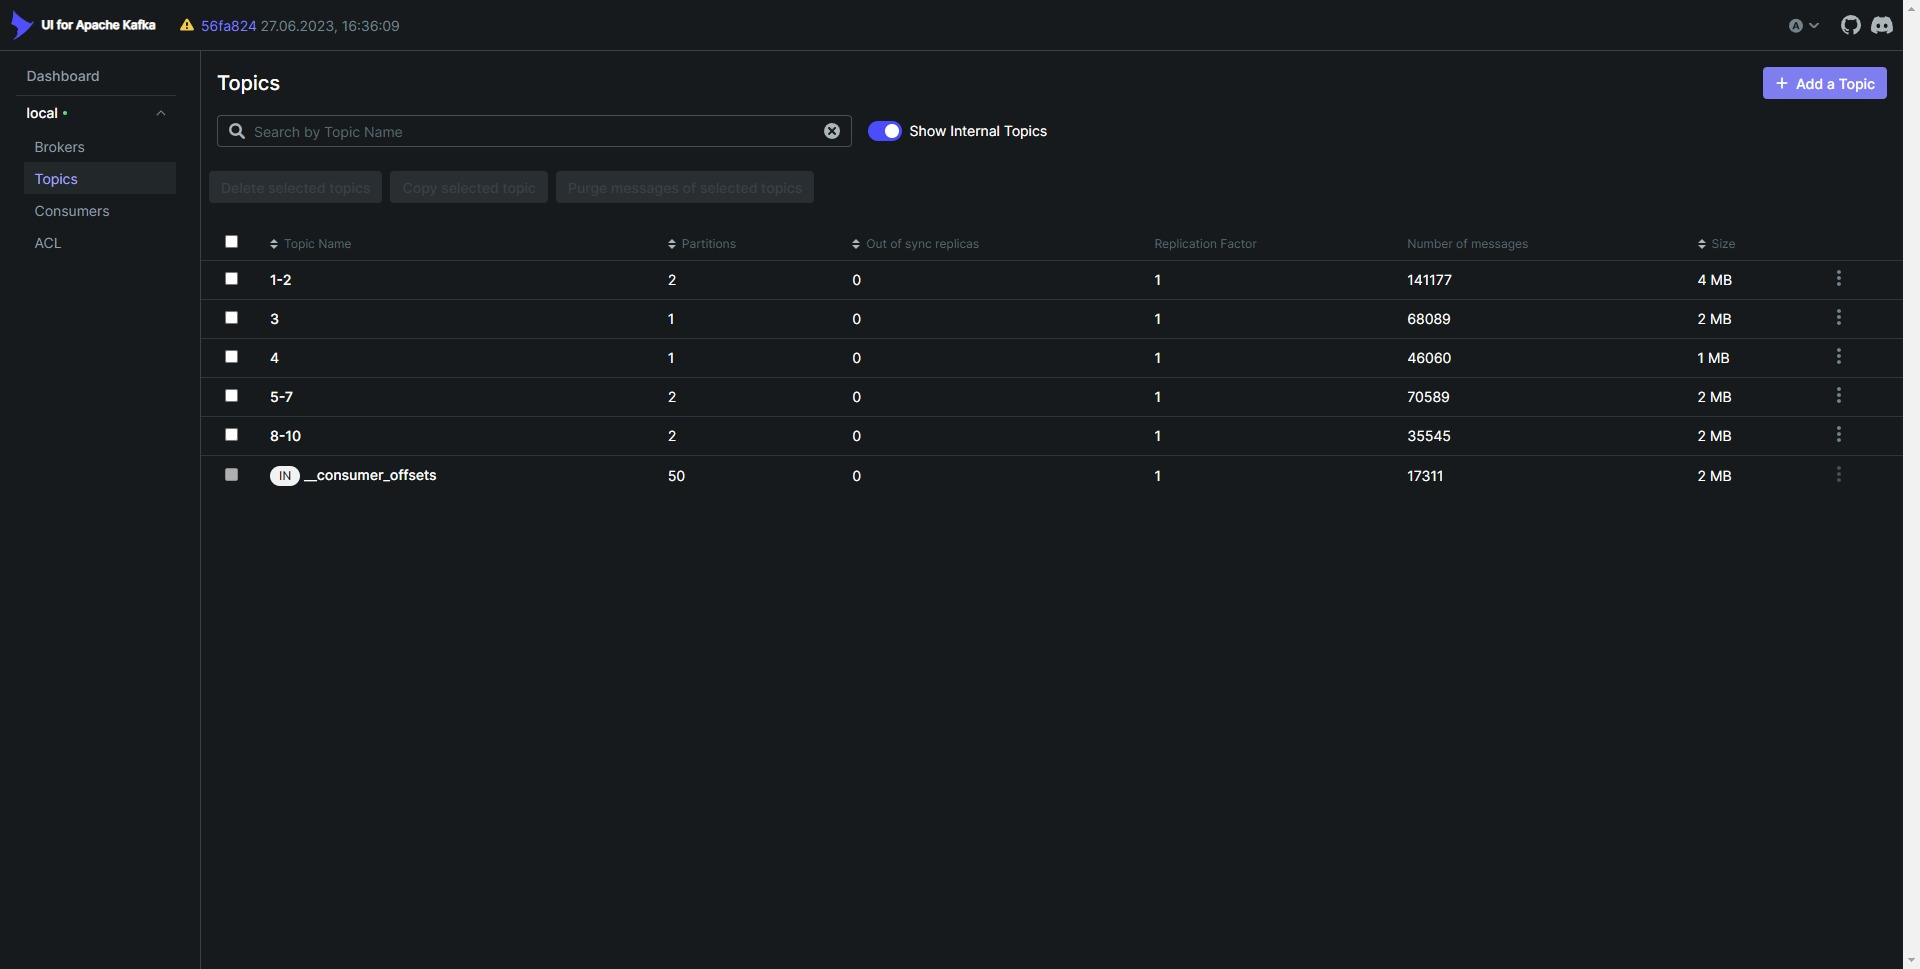 UI for Apache Kafka 56fa824 27.06.2023, 16:36:09 A
Dashboard
local
Brokers
Topics
Consumers
ACL
Topics
Add a Topic
Search by Topic Name
Show Internal Topics
Delete selected topics Copy selected topic Purge messages of selected topics
Topic Name Partitions Out of sync replicas Replication Factor Number of messages Size
1-2 2 0 1 141177 4 MB
3 1 0 1 68089 2 MB
4 1 0 1 46060 1 MB
5-7 2 0 1 70589 2 MB
8-10 2 0 1 35545 2 MB
IN __consumer_offsets 50 0 1 17311 2 MB